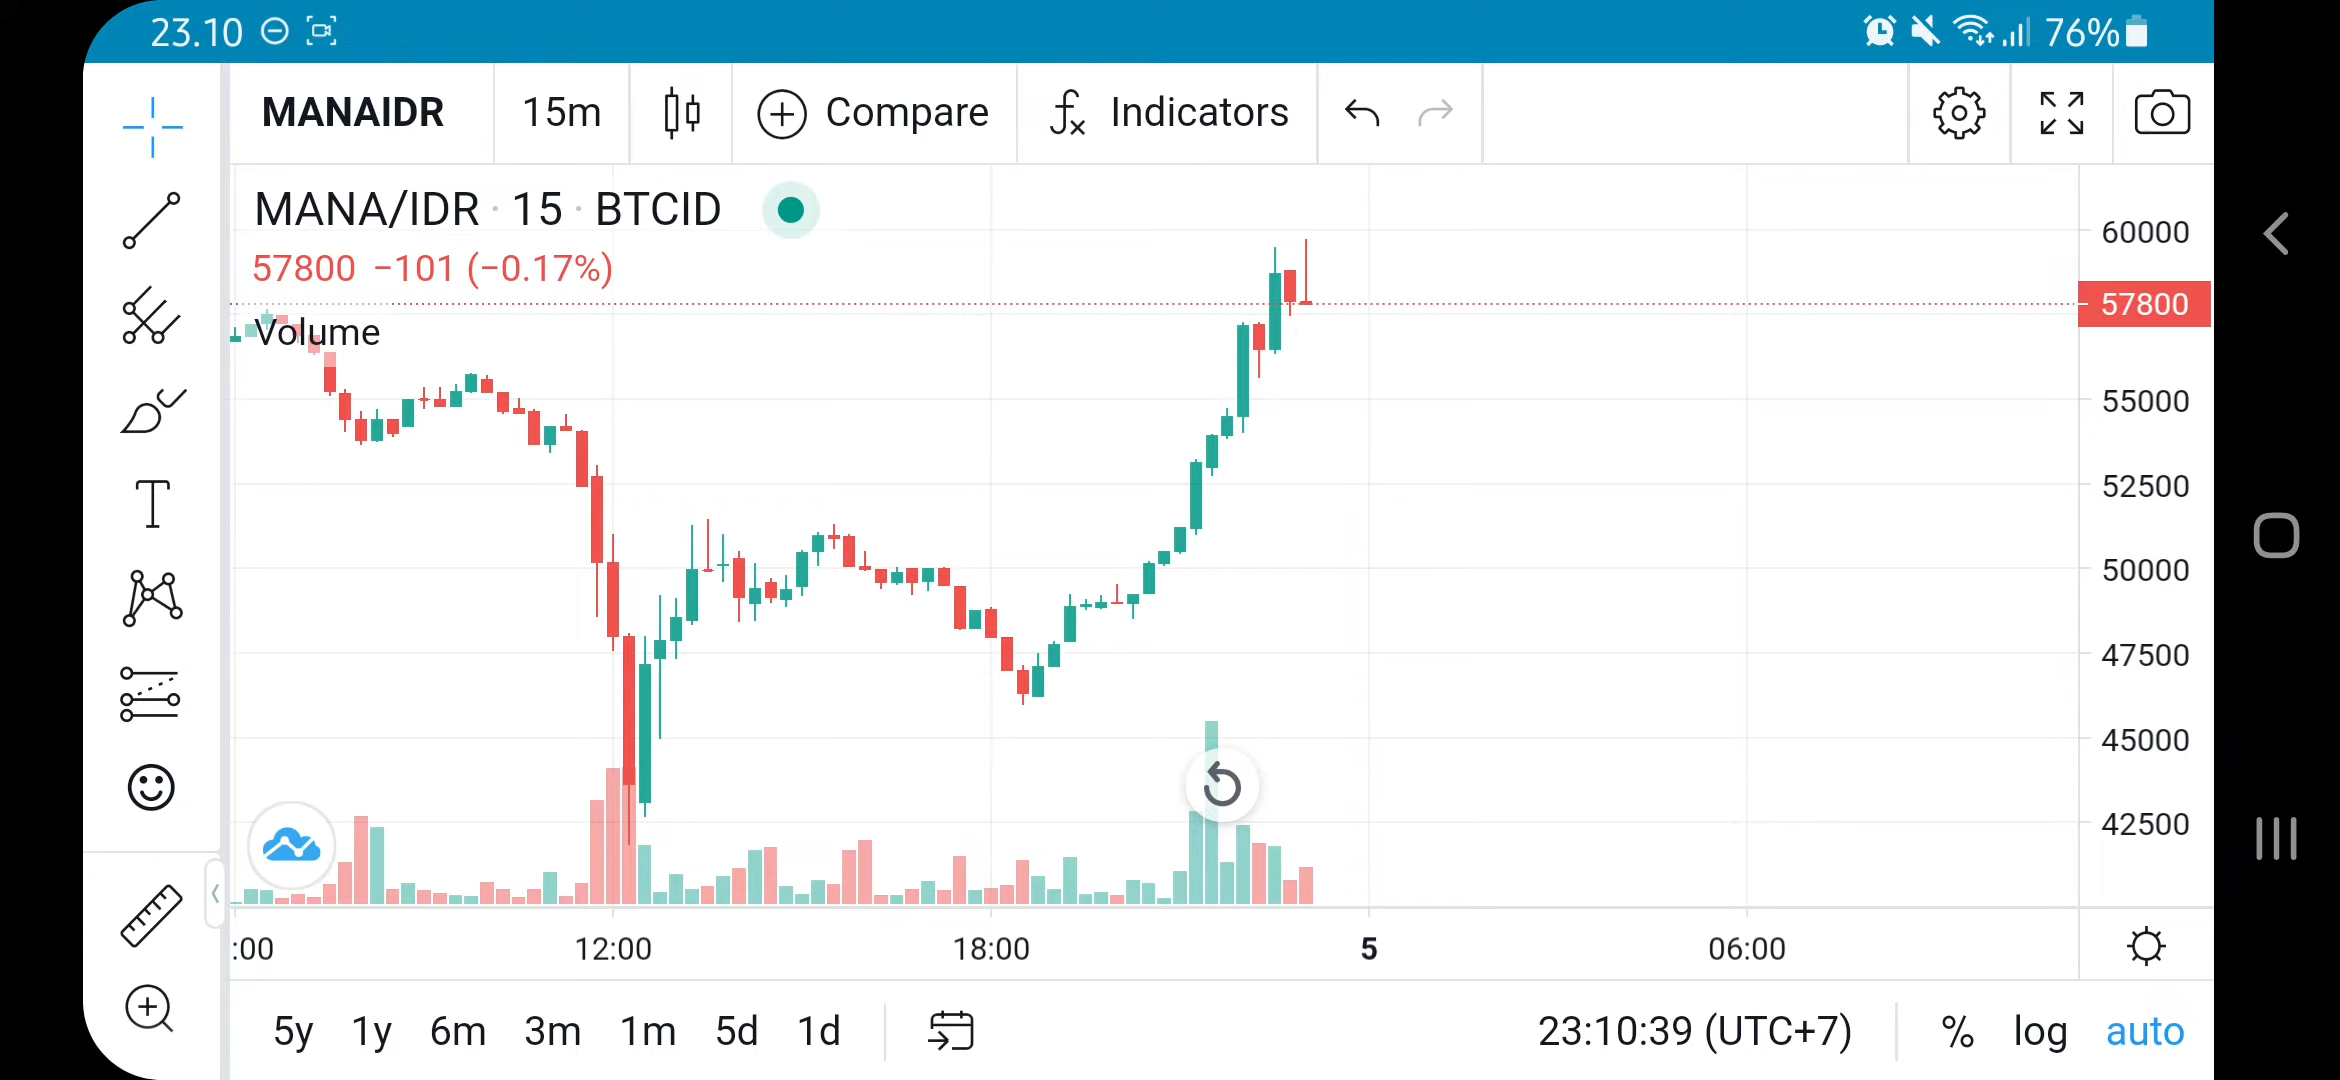 23.10 76%
MANAIDR 15m Compare Indicators
MANA/IDR · 15 · BTCID
57800 −101 (−0.17%)
Volume
60000
57800
55000
52500
50000
47500
45000
42500
:00 12:00 18:00 5 06:00
5y 1y 6m 3m 1m 5d 1d 23:10:39 (UTC+7) % log auto